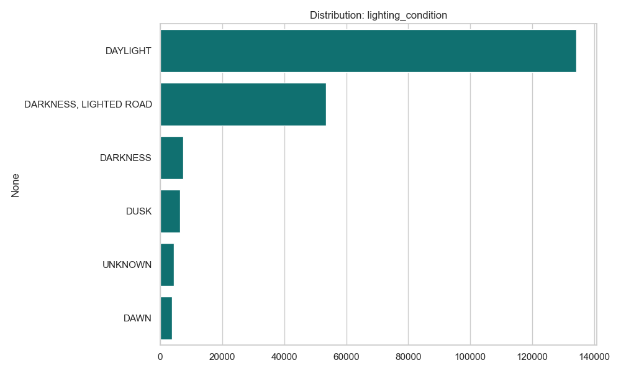 Distribution: lighting_condition
DAYLIGHT
DARKNESS, LIGHTED ROAD
DARKNESS
DUSK
UNKNOWN
DAWN
None
0 20000 40000 60000 80000 100000 120000 140000